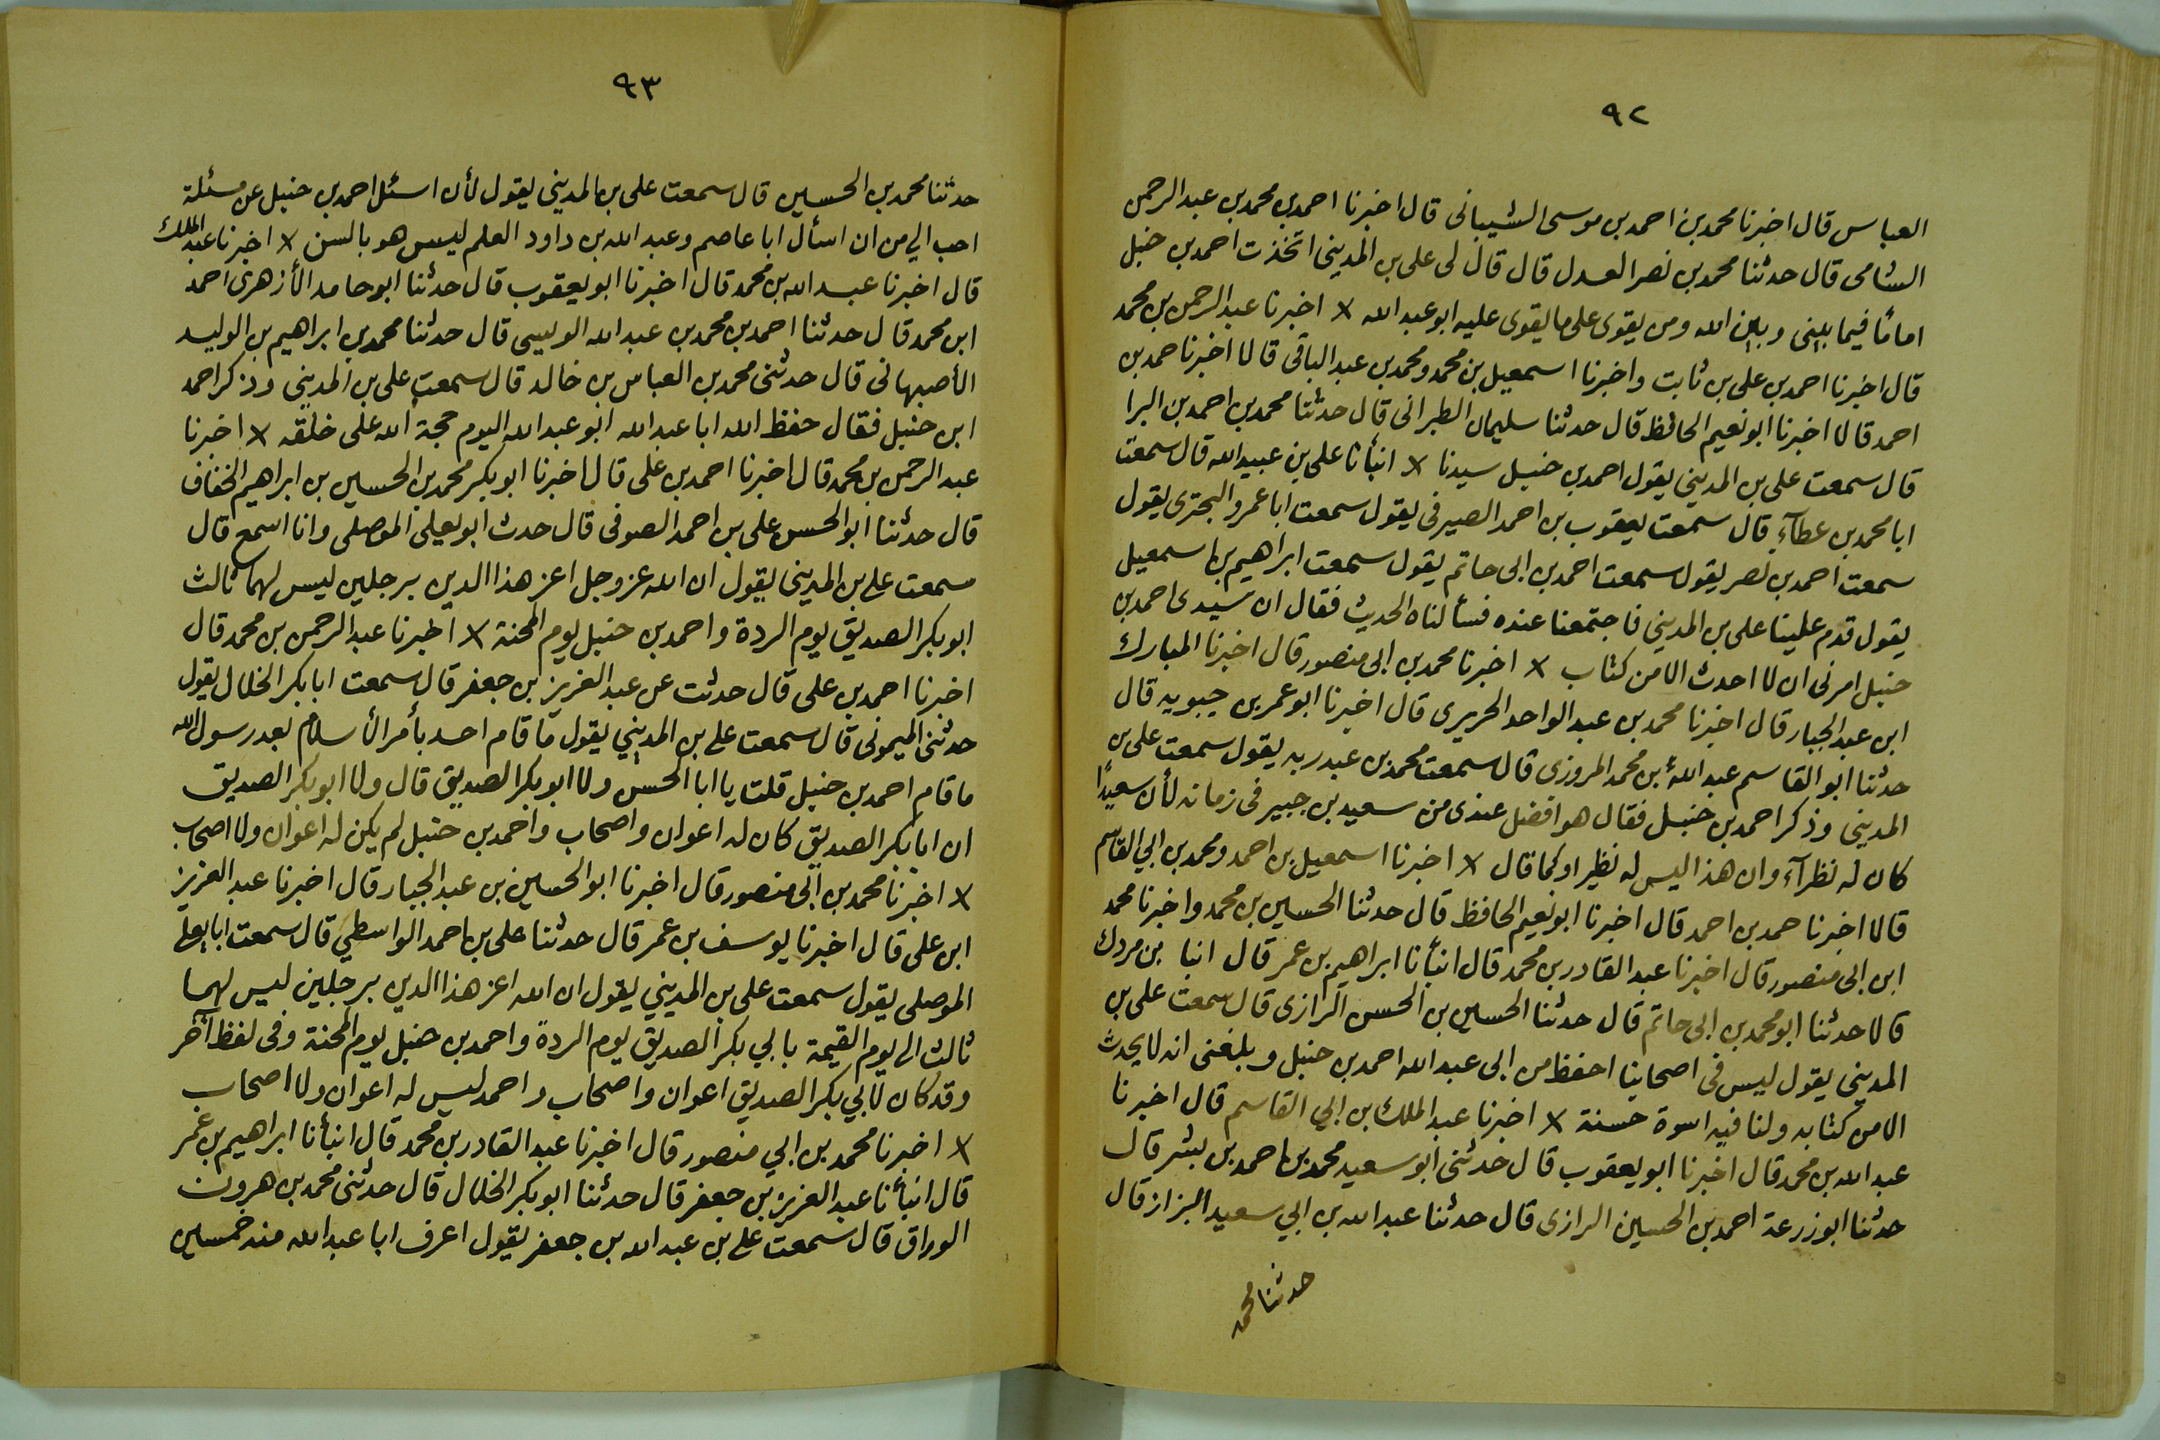 ٩٢
العباس قال اخبرنا محمد بن احمد بن موسى الشيبانى قال اخبرنا احمد بن محمد بن عبد الرحمن
السامى قال حدثنا محمد بن نصر العدل قال قال لى على بن المدينى اتخذت احمد بن حنبل
امامًا فيما بينى وبين الله ومن يقوى على ما يقوى عليه ابو عبد الله × اخبرنا عبد الرحمن بن محمد
قال اخبرنا احمد بن على بن ثابت واخبرنا اسمعيل بن محمد ومحمد بن عبد الباقى قالا اخبرنا حمد بن
احمد قالا اخبرنا ابو نعيم الحافظ قال حدثنا سليمان الطبرانى قال حدثنا محمد بن احمد بن البرا
قال سمعت على بن المدينى يقول احمد بن حنبل سيدنا × انبأنا على بن عبيد الله قال سمعت
ابا محمد بن عطآء قال سمعت يعقوب بن احمد الصيرفى يقول سمعت ابا عمرو البحترى يقول
سمعت احمد بن نصر يقول سمعت احمد بن ابى حاتم يقول سمعت ابراهيم بن اسمعيل
يقول قدم علينا على بن المدينى فاجتمعنا عنده فسألناه الحديث فقال ان سيدى احمد بن
حنبل امرنى ان لا احدث الا من كتاب × اخبرنا محمد بن ابى منصور قال اخبرنا المبارك
ابن عبد الجبار قال اخبرنا محمد بن عبد الواحد الحريرى قال اخبرنا ابو عمر بن حيويه قال
حدثنا ابو القاسم عبد الله بن محمد المروزى قال سمعت محمد بن عبد ربه يقول سمعت على بن
المدينى وذكر احمد بن حنبل فقال هو افضل عندى من سعيد بن جبير فى زمانه لأن سعيدًا
كان له نظرآء وان هذا ليس له نظير او كما قال × اخبرنا اسمعيل بن احمد ومحمد بن ابي القاسم
قالا اخبرنا حمد بن احمد قال اخبرنا ابو نعيم الحافظ قال حدثنا الحسين بن محمد واخبرنا محمد
ابن ابى منصور قال اخبرنا عبد القادر بن محمد قال انبأنا ابراهيم بن عمر قال انبا بن مردك
قالا حدثنا ابو محمد بن ابى حاتم قال حدثنا الحسين بن الحسن الرازى قال سمعت على بن
المدينى يقول ليس فى اصحابنا احفظ من ابى عبد الله احمد بن حنبل وبلغنى انه لا يحدث
الا من كتابه ولنا فيه اسوة حسنة × اخبرنا عبد الملك بن ابي القاسم قال اخبرنا
عبد الله بن محمد قال اخبرنا ابو يعقوب قال حدثنى ابو سعيد محمد بن احمد بن بشر قال
حدثنا ابو زرعة احمد بن الحسين الرازى قال حدثنا عبد الله بن ابي سعيد البزاز قال
حدثنا محمد
٩٣
حدثنا محمد بن الحسين قال سمعت على بن المديني يقول لأن اسئل احمد بن حنبل عن مسئلة
احب الي من ان اسأل ابا عاصم وعبد الله بن داود العلم ليس هو بالسن × اخبرنا عبد الملك
قال اخبرنا عبد الله بن محمد قال اخبرنا ابو يعقوب قال حدثنا ابو حامد الأزهرى احمد
ابن محمد قال حدثنا احمد بن محمد بن عبد الله الويسى قال حدثنا محمد بن ابراهيم بن الوليد
الأصبهانى قال حدثنى محمد بن العباس بن خالد قال سمعت على بن المديني وذكر احمد
ابن حنبل فقال حفظ الله ابا عبد الله ابو عبد الله اليوم حجة الله على خلقه × اخبرنا
عبد الرحمن بن محمد قال اخبرنا احمد بن على قال اخبرنا ابو بكر محمد بن الحسين بن ابراهيم الخفاف
قال حدثنا ابو الحسن على بن احمد الصوفى قال حدث ابو يعلى الموصلى وانا اسمع قال
سمعت على بن المدينى يقول ان الله عز وجل اعز هذا الدين برجلين ليس لهما ثالث
ابو بكر الصديق يوم الردة واحمد بن حنبل يوم المحنة × اخبرنا عبد الرحمن بن محمد قال
اخبرنا احمد بن على قال حدثت عن عبد العزيز بن جعفر قال سمعت ابا بكر الخلال يقول
حدثنى الميمونى قال سمعت على بن المديني يقول ما قام احد بأمر الأسلام بعد رسول الله
ما قام احمد بن حنبل قلت يا ابا الحسن ولا ابو بكر الصديق قال ولا ابو بكر الصديق
ان ابا بكر الصديق كان له اعوان واصحاب واحمد بن حنبل لم يكن له اعوان ولا اصحاب
× اخبرنا محمد بن ابى منصور قال اخبرنا ابو الحسين بن عبد الجبار قال اخبرنا عبد العزيز
ابن على قال اخبرنا يوسف بن عمر قال حدثنا على بن احمد الواسطي قال سمعت ابا يعلى
الموصلى يقول سمعت على بن المديني يقول ان الله اعز هذا الدين برجلين ليس لهما
ثالث الى يوم القيمة بابي بكر الصديق يوم الردة واحمد بن حنبل يوم المحنة وفى لفظ آخر
وقد كان لأبي بكر الصديق اعوان واصحاب واحمد ليس له اعوان ولا اصحاب
× اخبرنا محمد بن ابي منصور قال اخبرنا عبد القادر بن محمد قال انبأنا ابراهيم بن عمر
قال انبأنا عبد العزيز بن جعفر قال حدثنا ابو بكر الخلال قال حدثنى محمد بن هرون
الوراق قال سمعت على بن عبد الله بن جعفر يقول اعرف ابا عبد الله منذ خمسين